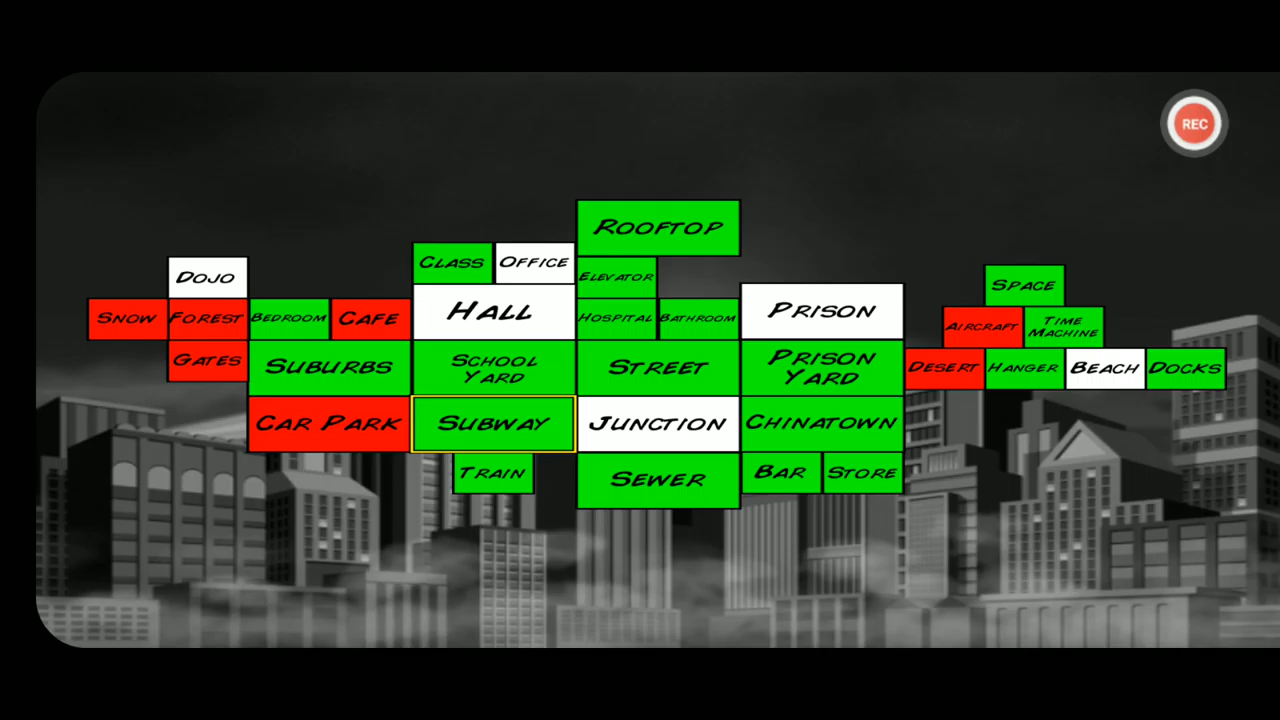 REC
ROOFTOP
CLASS
OFFICE
ELEVATOR
SPACE
DOJO
HALL
PRISON
SNOW
FOREST
BEDROOM
CAFE
HOSPITAL
BATHROOM
AIRCRAFT
TIME
MACHINE
GATES
SUBURBS
SCHOOL
YARD
STREET
PRISON
YARD
DESERT
HANGER
BEACH
DOCKS
CAR PARK
SUBWAY
JUNCTION
CHINATOWN
TRAIN
SEWER
BAR
STORE